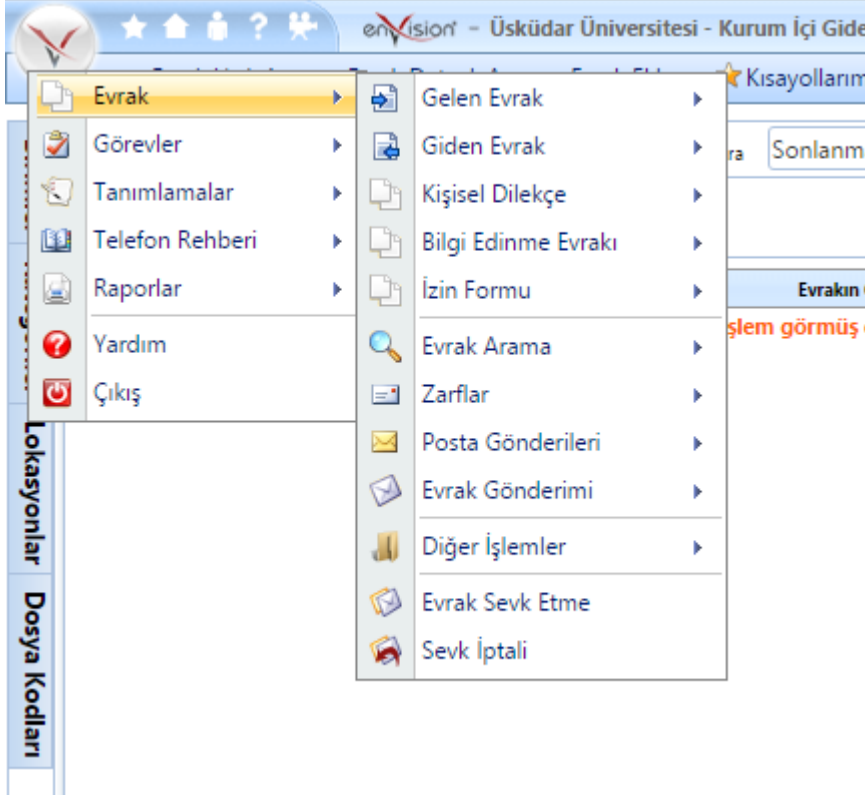 enVision - Üsküdar Üniversitesi - Kurum İçi Gide
Kısayollarım
Evrak
Görevler
Tanımlamalar
Telefon Rehberi
Raporlar
Yardım
Çıkış
Gelen Evrak
Giden Evrak
Kişisel Dilekçe
Bilgi Edinme Evrakı
İzin Formu
Evrak Arama
Zarflar
Posta Gönderileri
Evrak Gönderimi
Diğer İşlemler
Evrak Sevk Etme
Sevk İptali
ra
Sonlanm
Evrakın
şlem görmüş
Lokasyonlar
Dosya Kodları